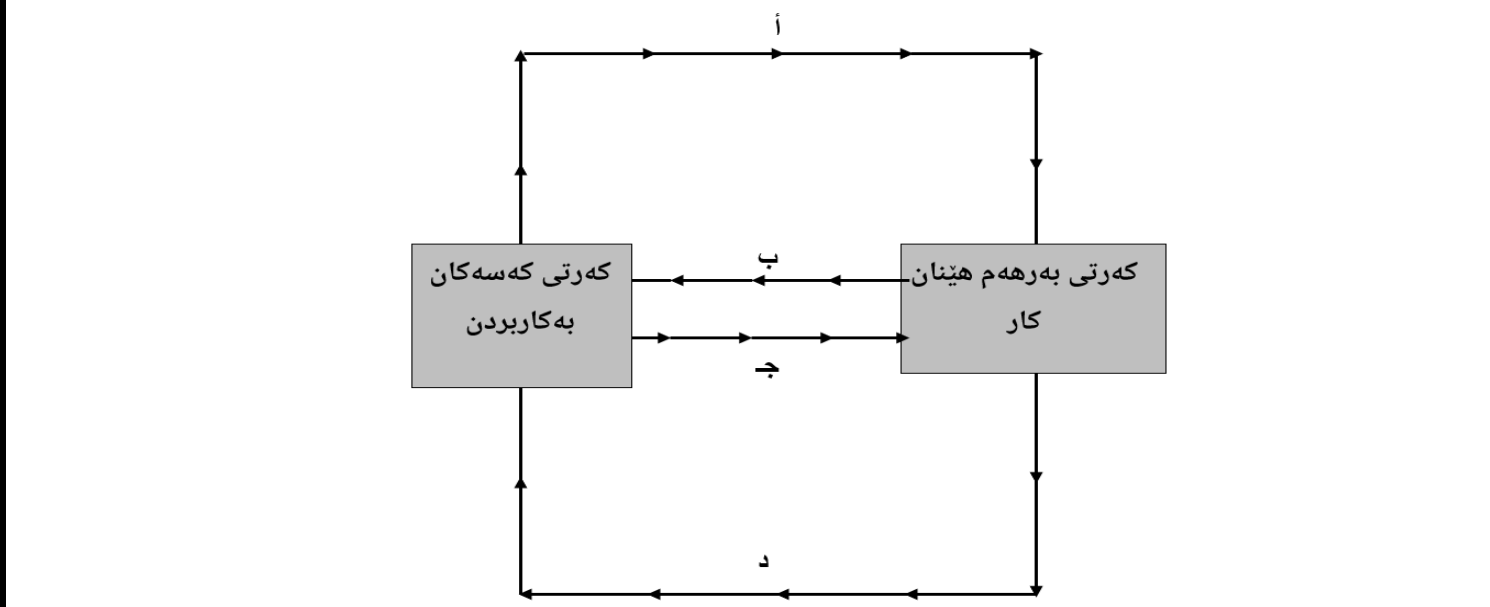 أ
کەرتی بەرهەم هێنان
کار
ب
کەرتی کەسەکان
بەکاربردن
جـ
د